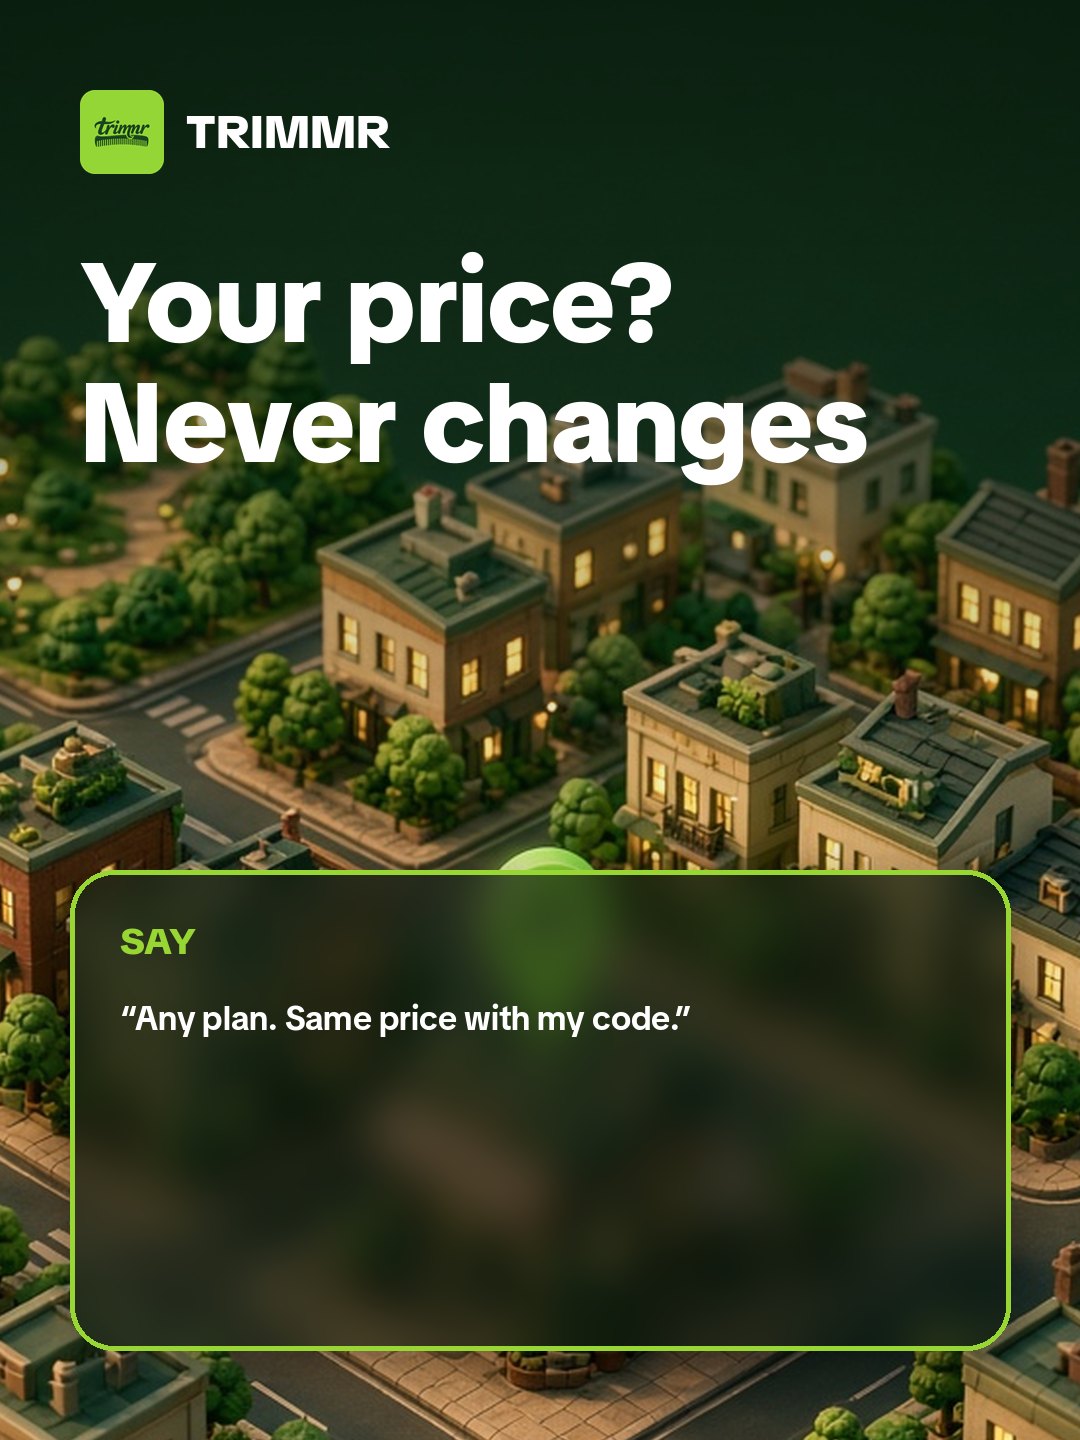 trimmr
TRIMMR
Your price?
Never changes
SAY
“Any plan. Same price with my code.”